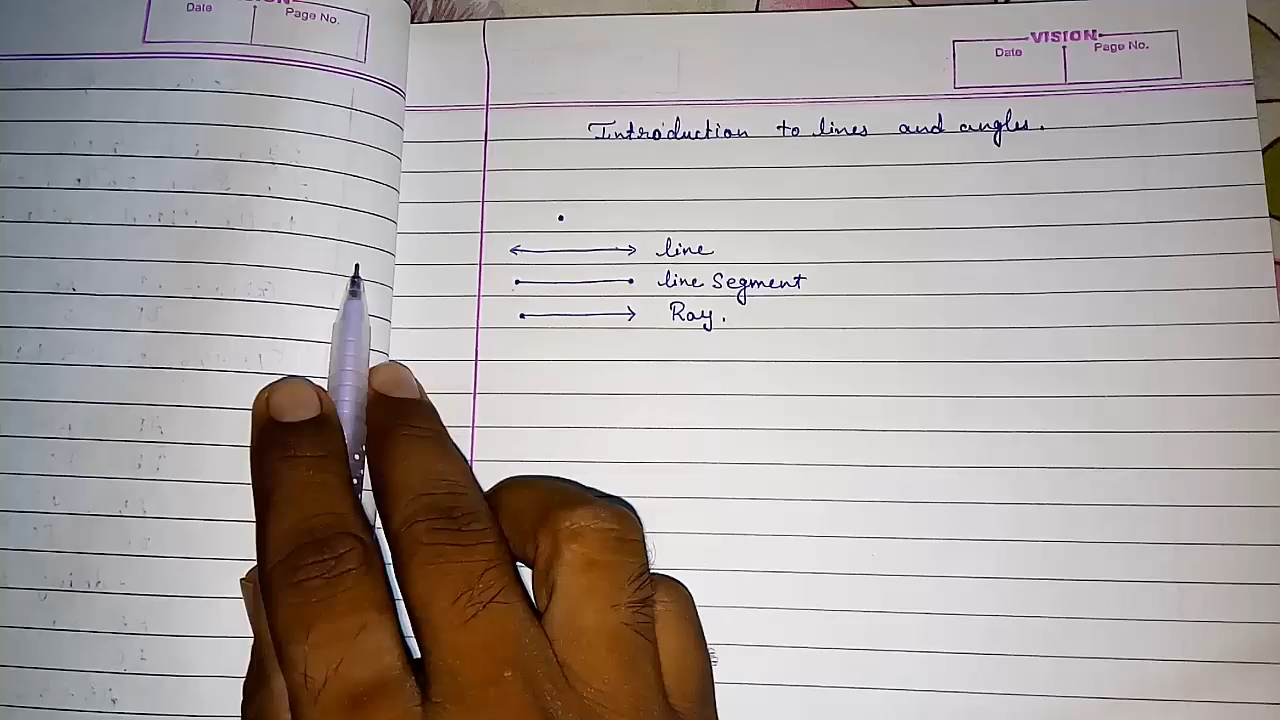 Date
Page No.
VISION
Date
Page No.
Introduction to lines and angles.
line
line Segment
Ray.